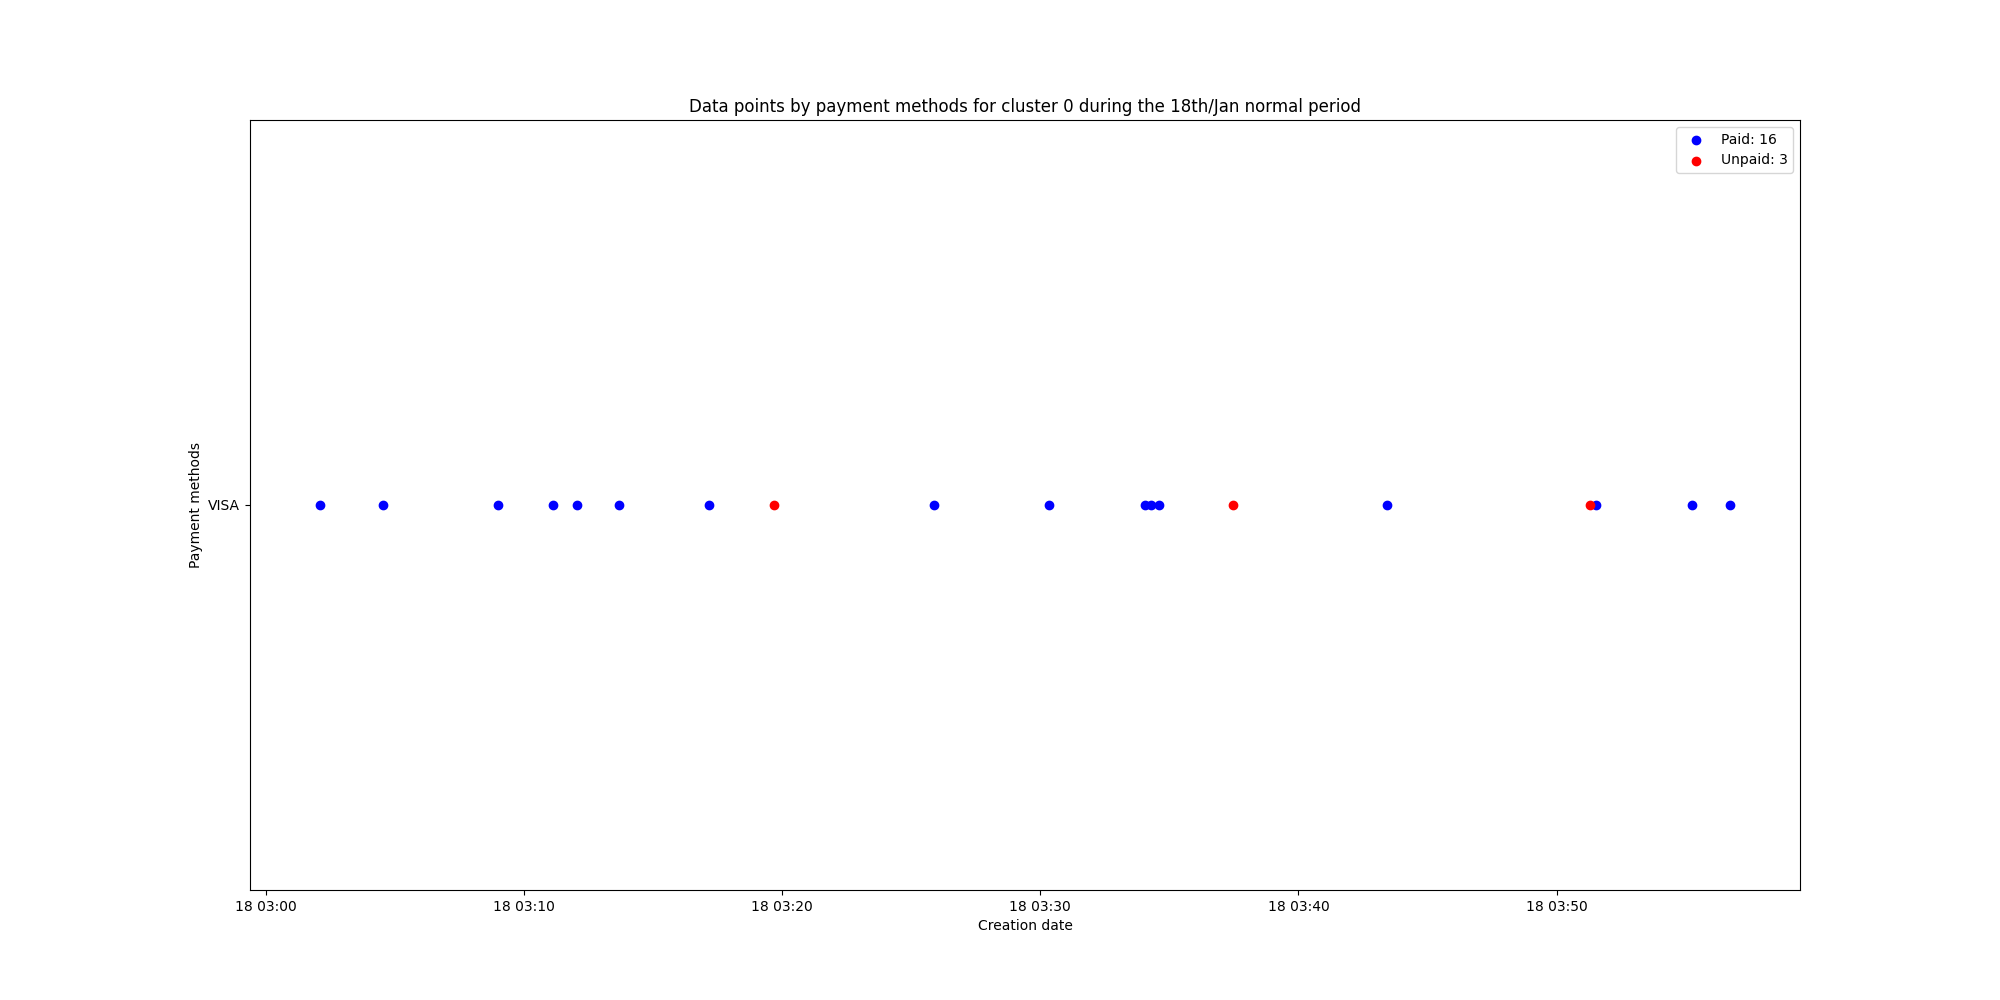 Data points by payment methods for cluster 0 during the 18th/Jan normal period
Paid: 16
Unpaid: 3
Payment methods
VISA
18 03:00 18 03:10 18 03:20 18 03:30 18 03:40 18 03:50
Creation date